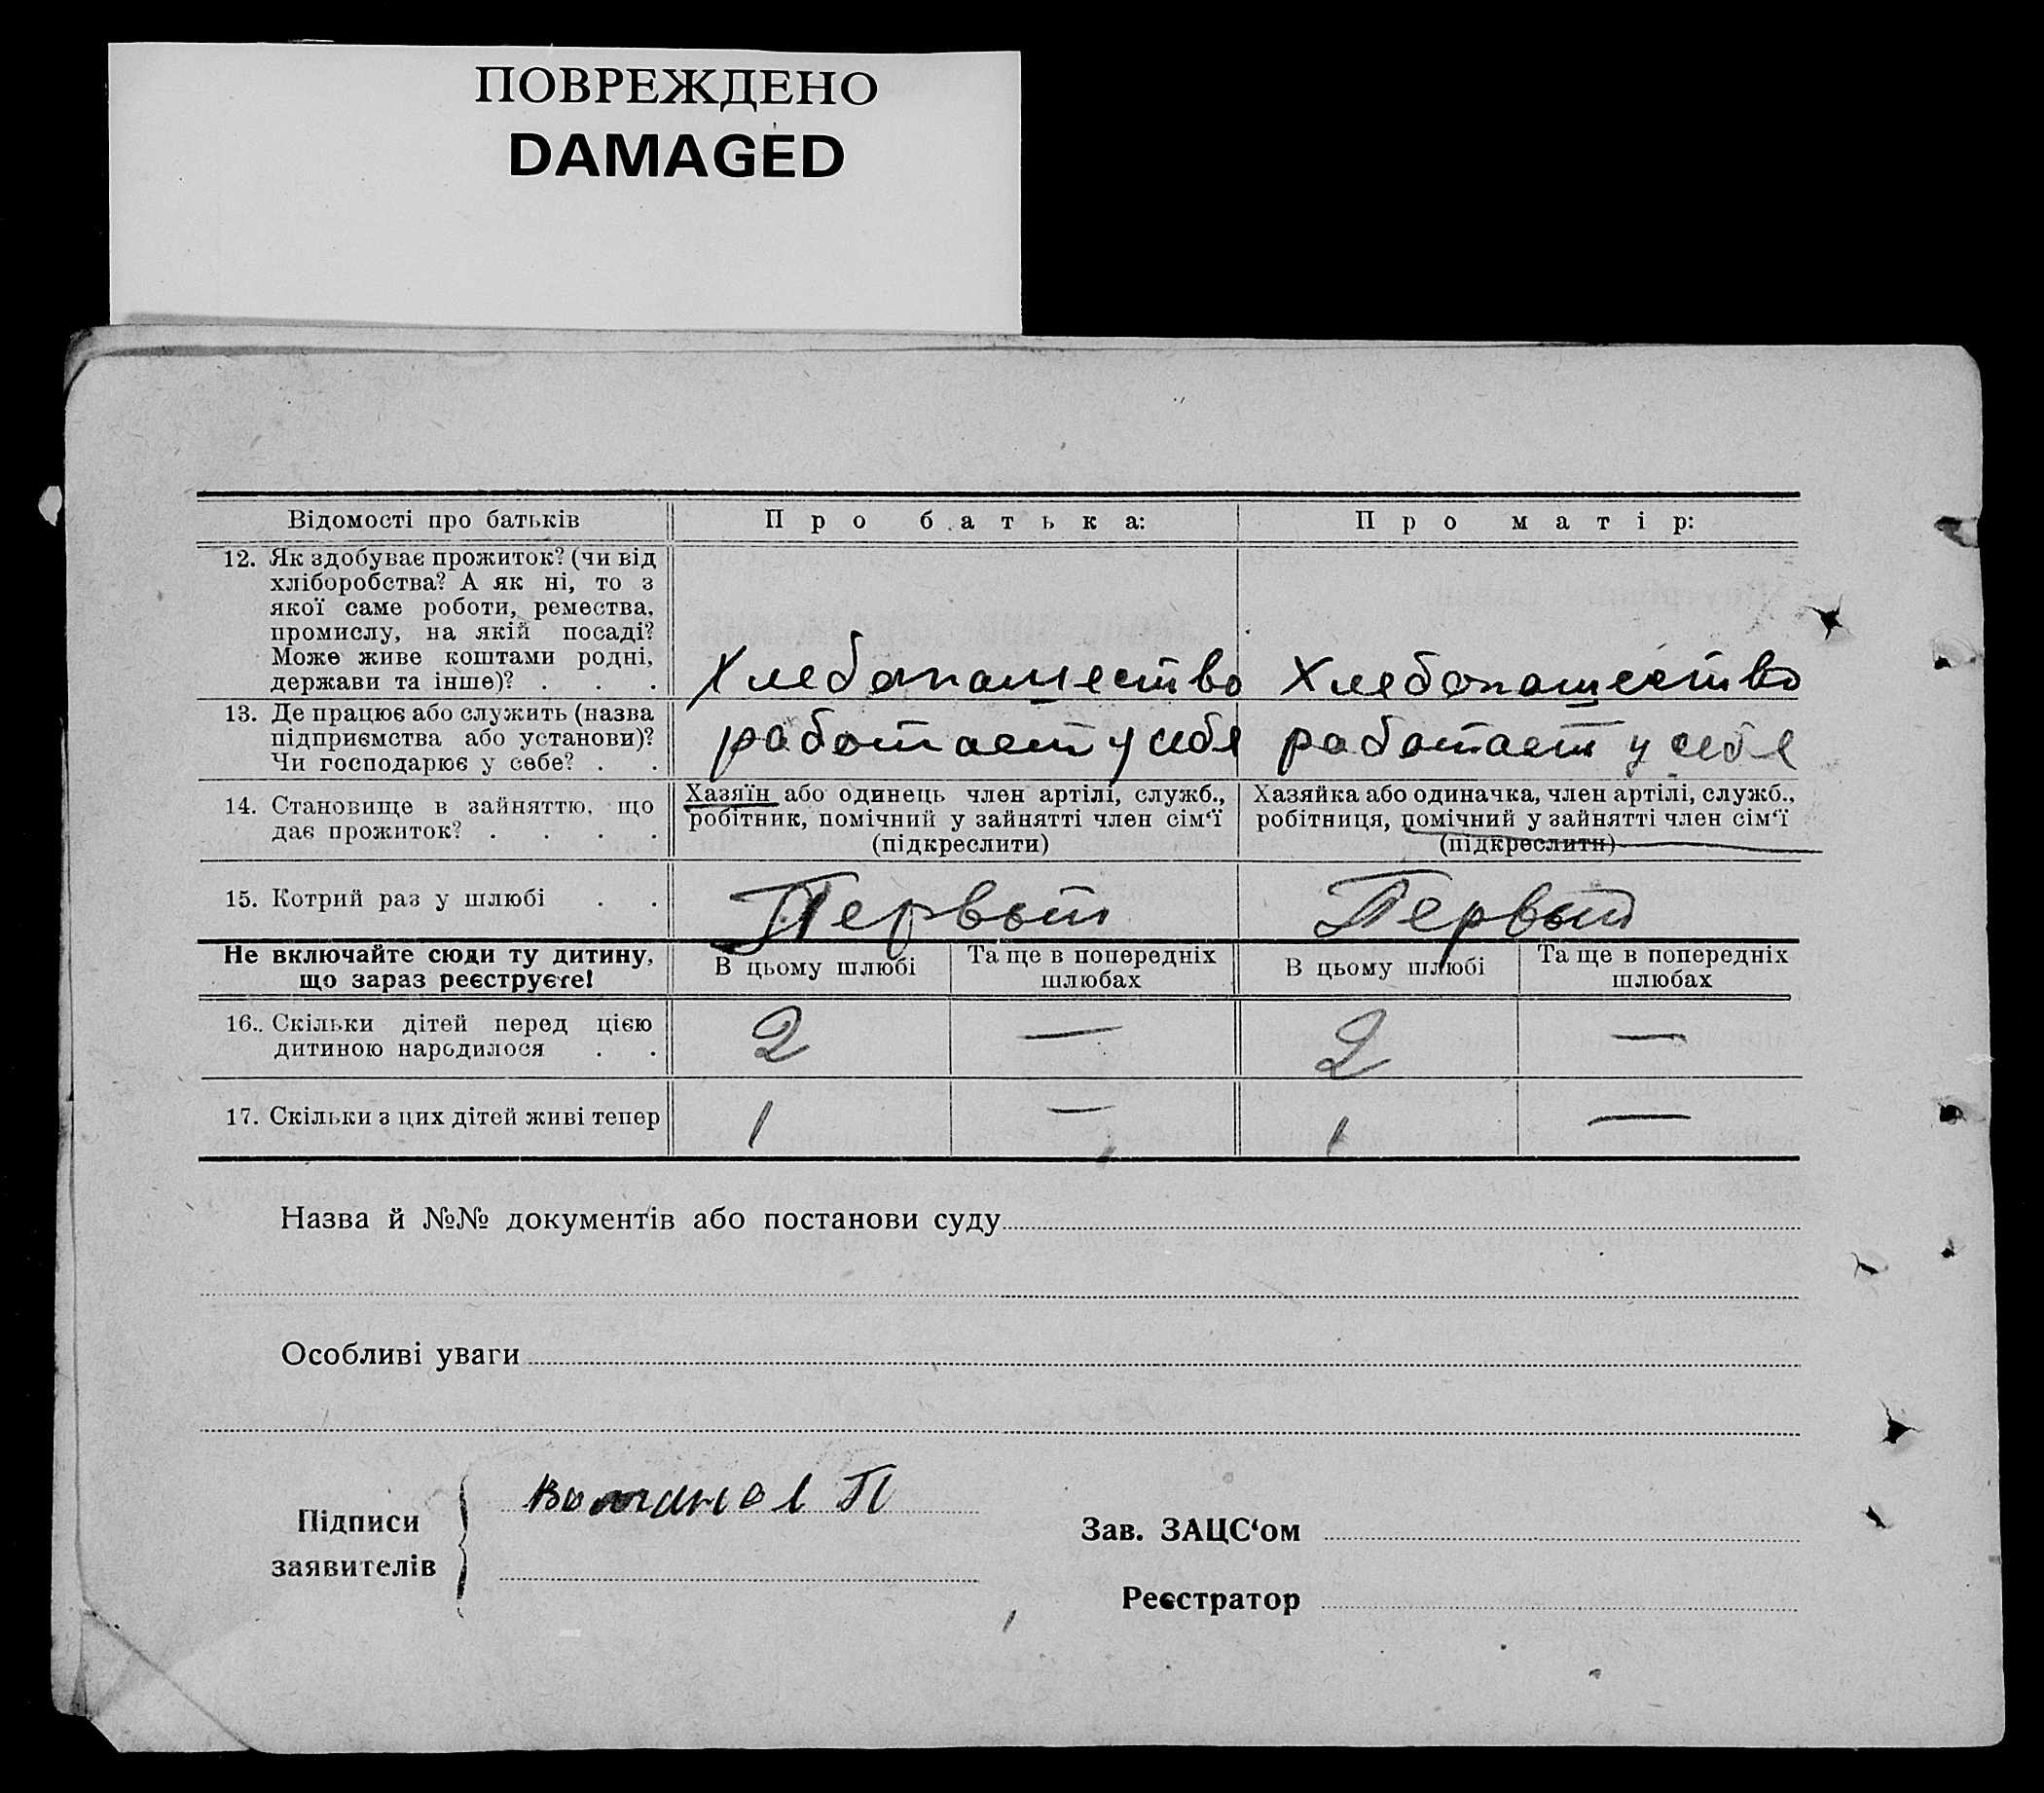 ПОВРЕЖДЕНО
DAMAGED
Відомості про батьків
Про батька:
Про матір:
12. Як здобуває прожиток? (чи від
хліборобства? А як ні, то з
якої саме роботи, ремества,
промислу, на якій посаді?
Може живе коштами родні,
держави та інше)? . . .
Хлебопашество
Хлебопашество
13. Де працює або служить (назва
підприємства або установи)?
Чи господарює у себе? . .
работает у себя
работает у себя
14. Становище в зайняттю, що
дає прожиток? . . . .
Хазяїн або одинець член артілі, служб.,
робітник, помічний у зайнятті член сім‘ї
(підкреслити)
Хазяйка або одиначка, член артілі, служб.,
робітниця, помічний у зайнятті член сім‘ї
(підкреслити)
15. Котрий раз у шлюбі . .
Первый
Первый
Не включайте сюди ту дитину,
що зараз реєструєте!
В цьому шлюбі
Та ще в попередніх
шлюбах
В цьому шлюбі
Та ще в попередніх
шлюбах
16. Скільки дітей перед цією
дитиною народилося . .
2
—
2
—
17. Скільки з цих дітей живі тепер
1
—
1
—
Назва й №№ документів або постанови суду
Особливі уваги
Підписи
заявителів
П
Зав. ЗАЦС‘ом
Реєстратор